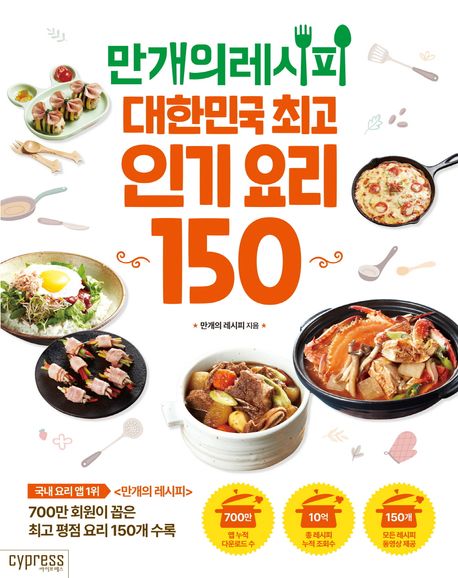 만개의레시피
대한민국 최고
인기 요리
150
만개의 레시피 지음
국내 요리 앱 1위
<만개의 레시피>
700만 회원이 꼽은
최고 평점 요리 150개 수록
700만
앱 누적
다운로드 수
10억
총 레시피
누적 조회수
150개
모든 레시피
동영상 제공
cypress
싸이프레스